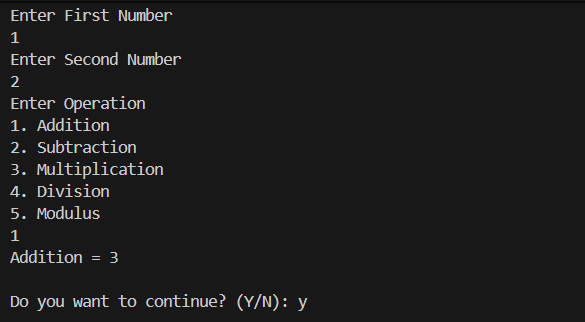 Enter First Number
1
Enter Second Number
2
Enter Operation
1. Addition
2. Subtraction
3. Multiplication
4. Division
5. Modulus
1
Addition = 3
Do you want to continue? (Y/N): y